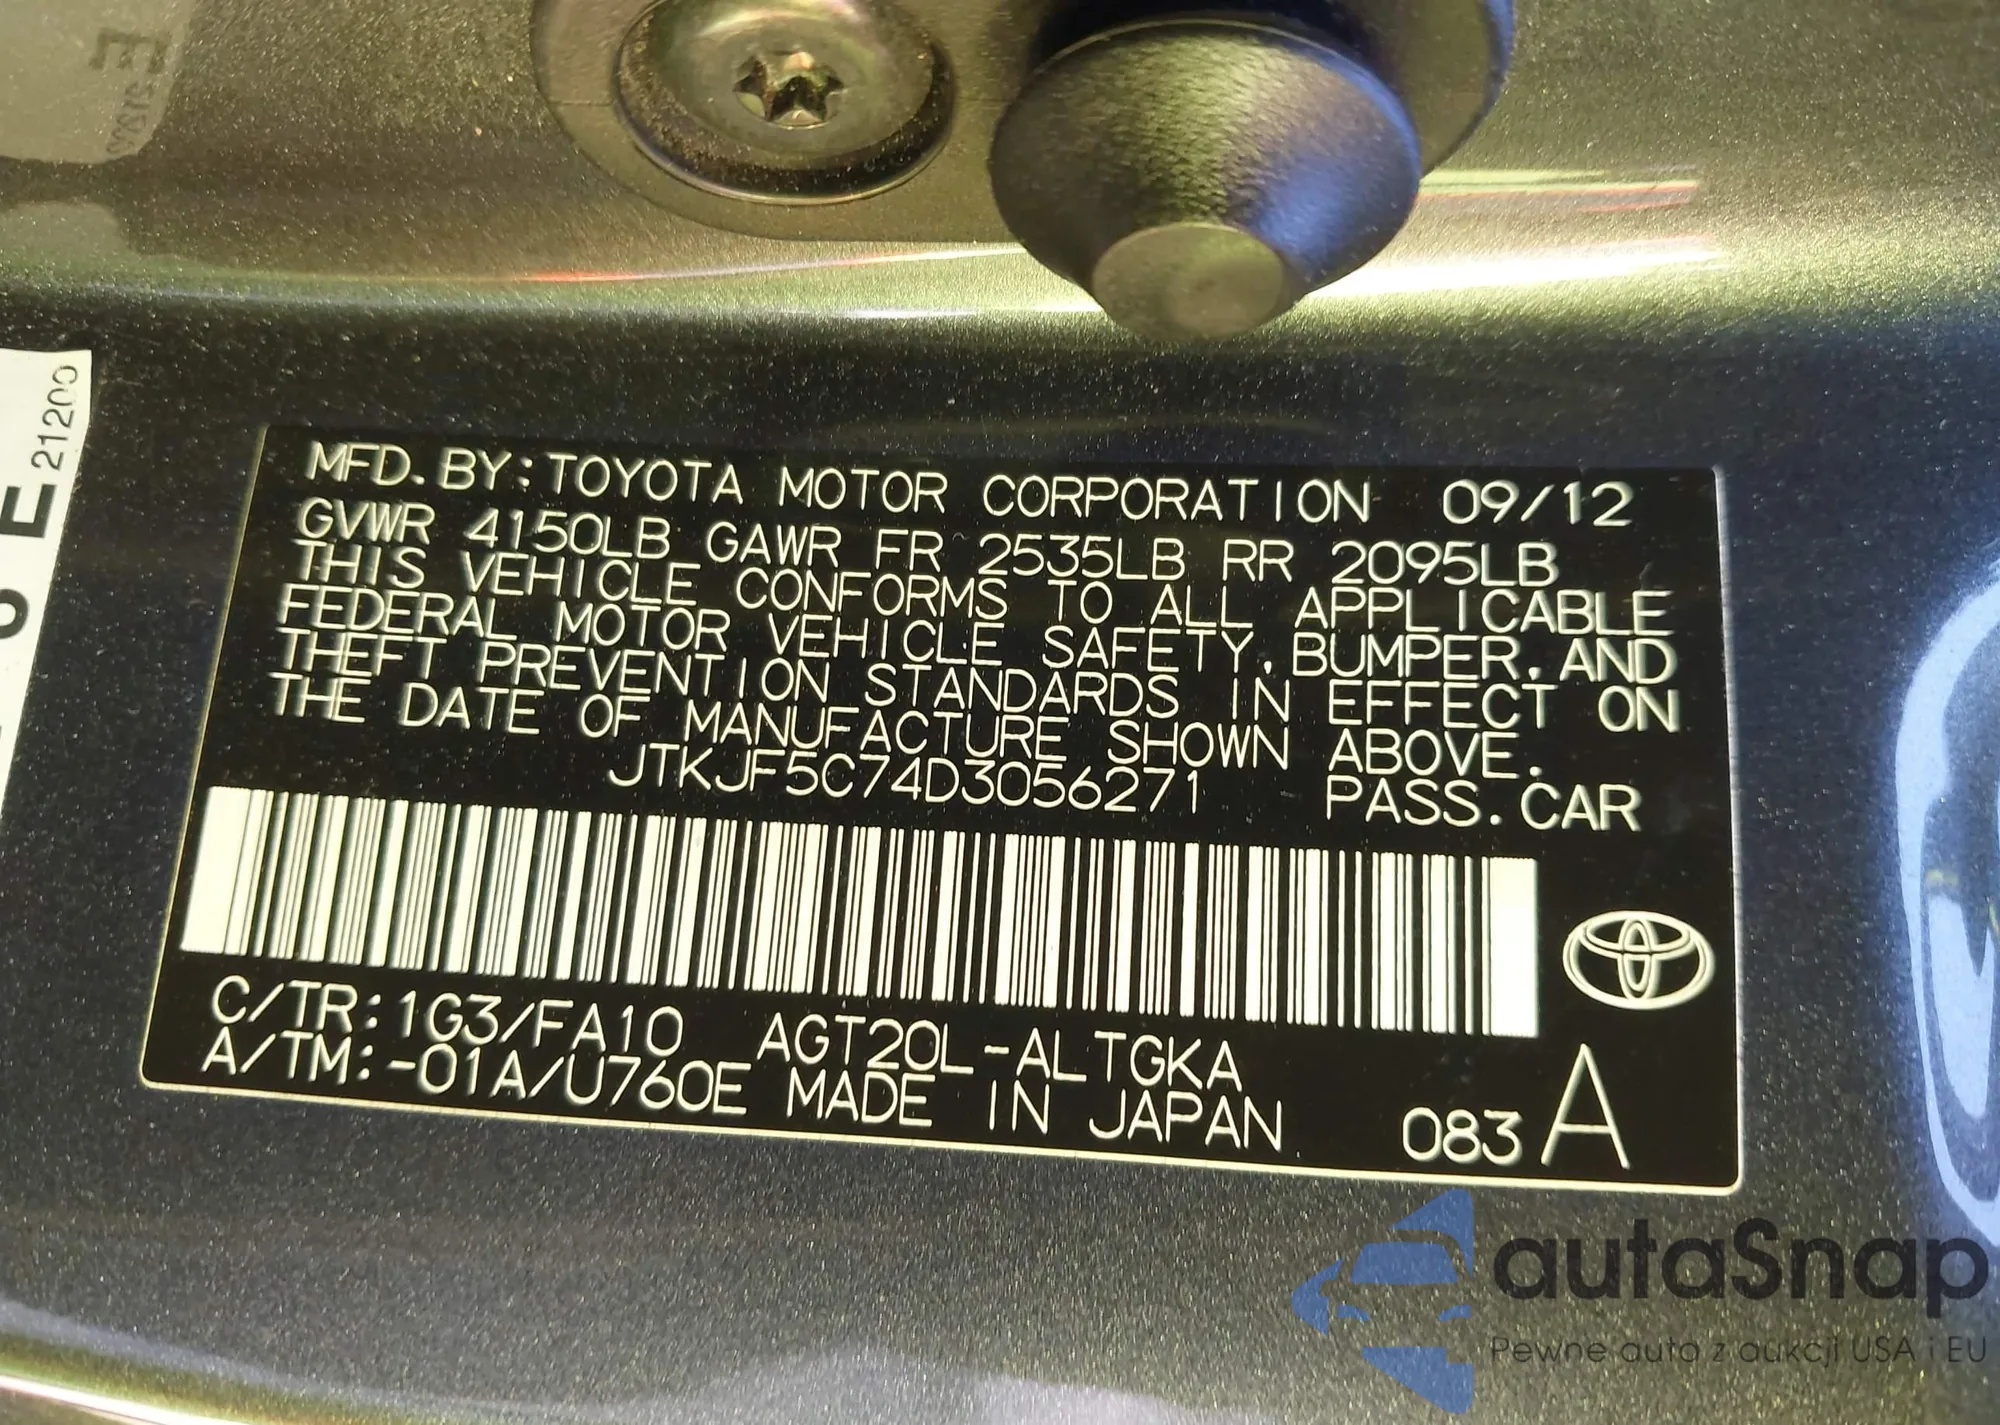 E
21200
E
21200
MFD. BY: TOYOTA MOTOR CORPORATION 09/12
GVWR 4150LB GAWR FR 2535LB RR 2095LB
THIS VEHICLE CONFORMS TO ALL APPLICABLE
FEDERAL MOTOR VEHICLE SAFETY, BUMPER, AND
THEFT PREVENTION STANDARDS IN EFFECT ON
THE DATE OF MANUFACTURE SHOWN ABOVE.
JTKJF5C74D3056271 PASS. CAR
C/TR: 1G3/FA10 AGT20L-ALTGKA
A/TM: -01A/U760E MADE IN JAPAN 083 A
autaSnap
Pewne auta z aukcji USA i EU